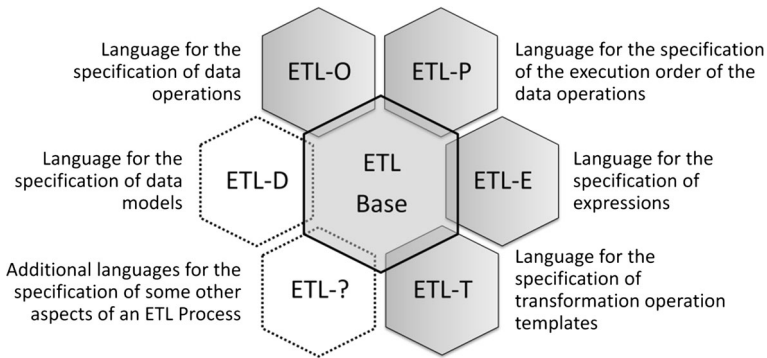 Language for the
specification of data
operations
ETL-O
ETL-P
Language for the specification
of the execution order of the
data operations
Language for the
specification of data
models
ETL-D
ETL
Base
ETL-E
Language for the
specification of
expressions
Additional languages for the
specification of some other
aspects of an ETL Process
ETL-?
ETL-T
Language for the
specification of
transformation operation
templates